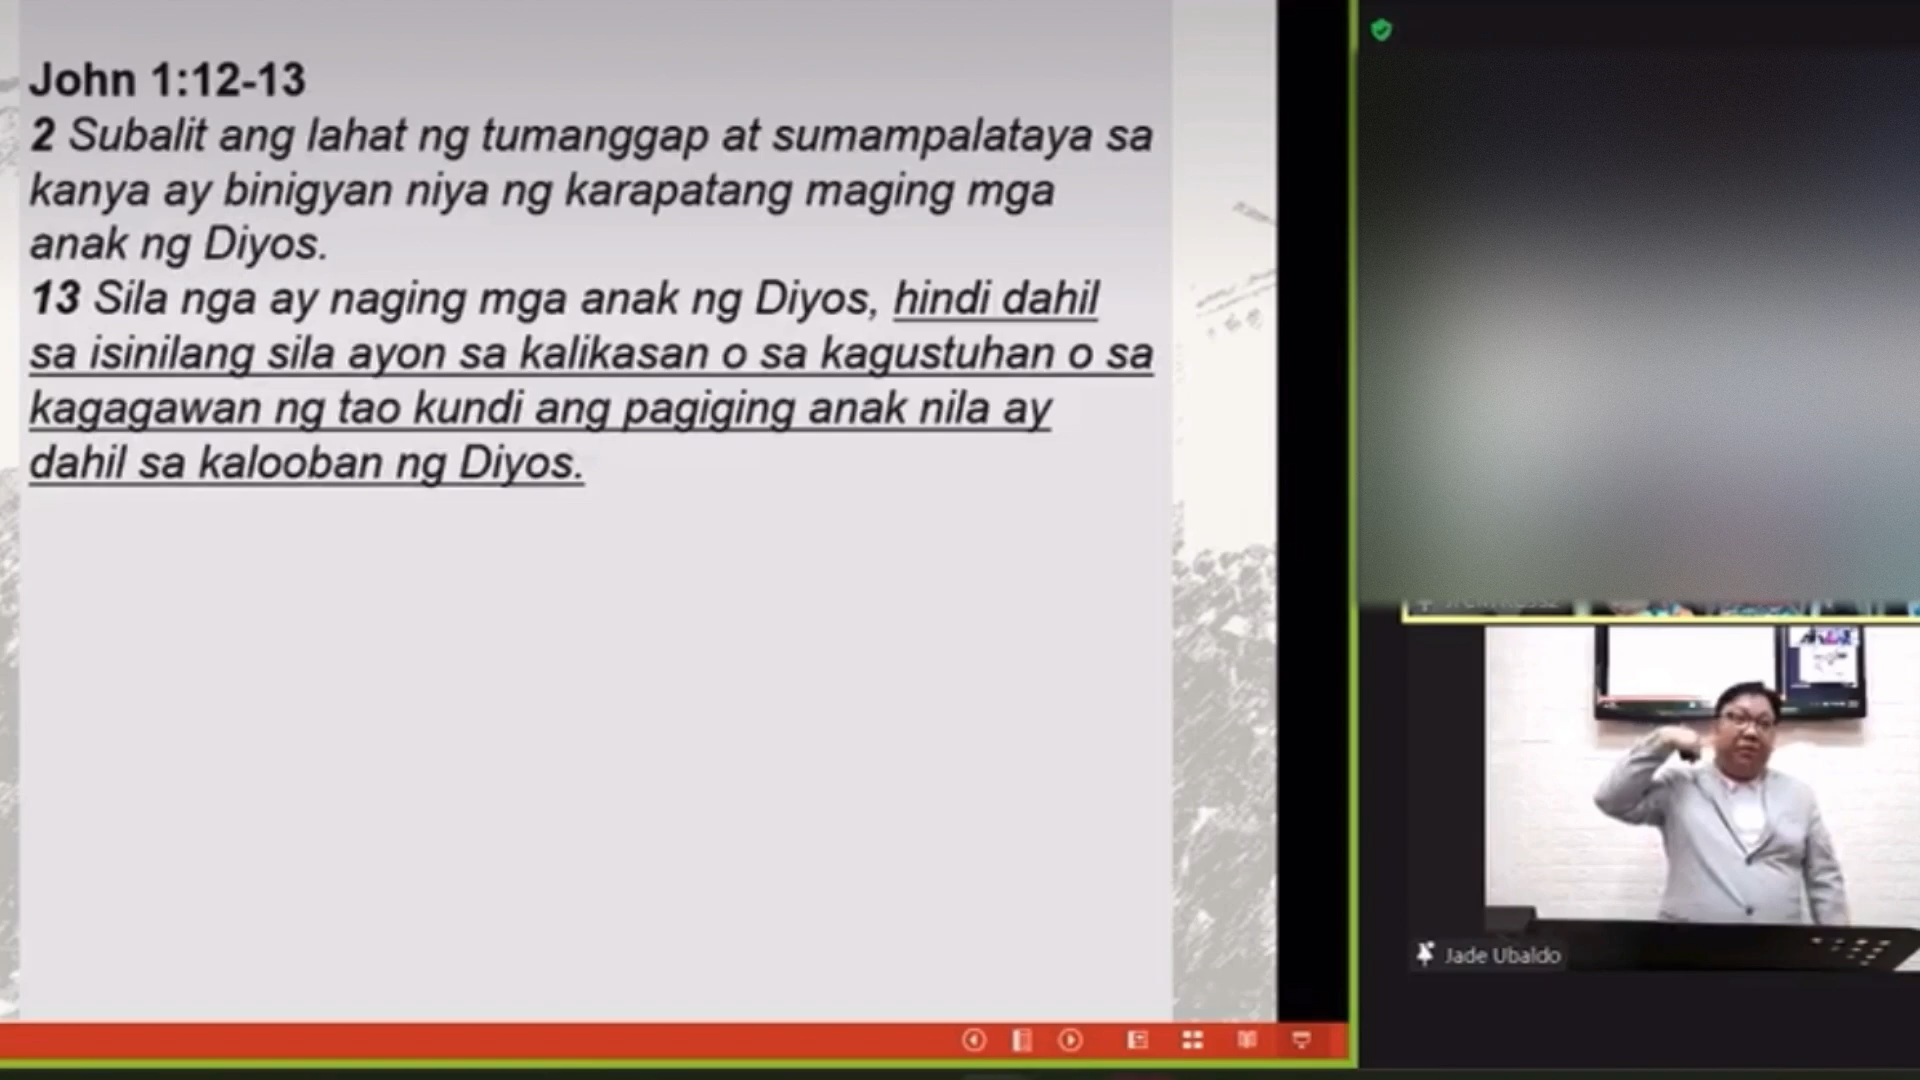 John 1:12-13
2 Subalit ang lahat ng tumanggap at sumampalataya sa
kanya ay binigyan niya ng karapatang maging mga
anak ng Diyos.
13 Sila nga ay naging mga anak ng Diyos, hindi dahil
sa isinilang sila ayon sa kalikasan o sa kagustuhan o sa
kagagawan ng tao kundi ang pagiging anak nila ay
dahil sa kalooban ng Diyos.
Jade Ubaldo